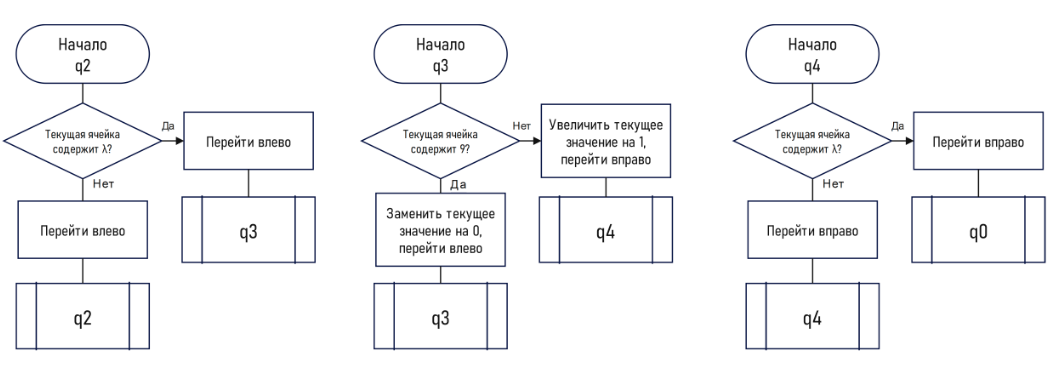 Начало
q2
Текущая ячейка
содержит λ?
Да
Перейти влево
Нет
Перейти влево
q3
q2
Начало
q3
Текущая ячейка
содержит 9?
Нет
Увеличить текущее
значение на 1,
перейти вправо
Да
Заменить текущее
значение на 0,
перейти влево
q4
q3
Начало
q4
Текущая ячейка
содержит λ?
Да
Перейти вправо
Нет
Перейти вправо
q0
q4